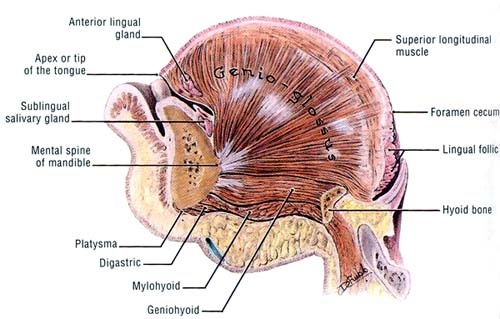 Anterior lingual
gland
Apex or tip
of the tongue
Sublingual
salivary gland
Mental spine
of mandible
Platysma
Digastric
Mylohyoid
Geniohyoid
Genio-glossus
Superior longitudinal
muscle
Foramen cecum
Lingual follic
Hyoid bone